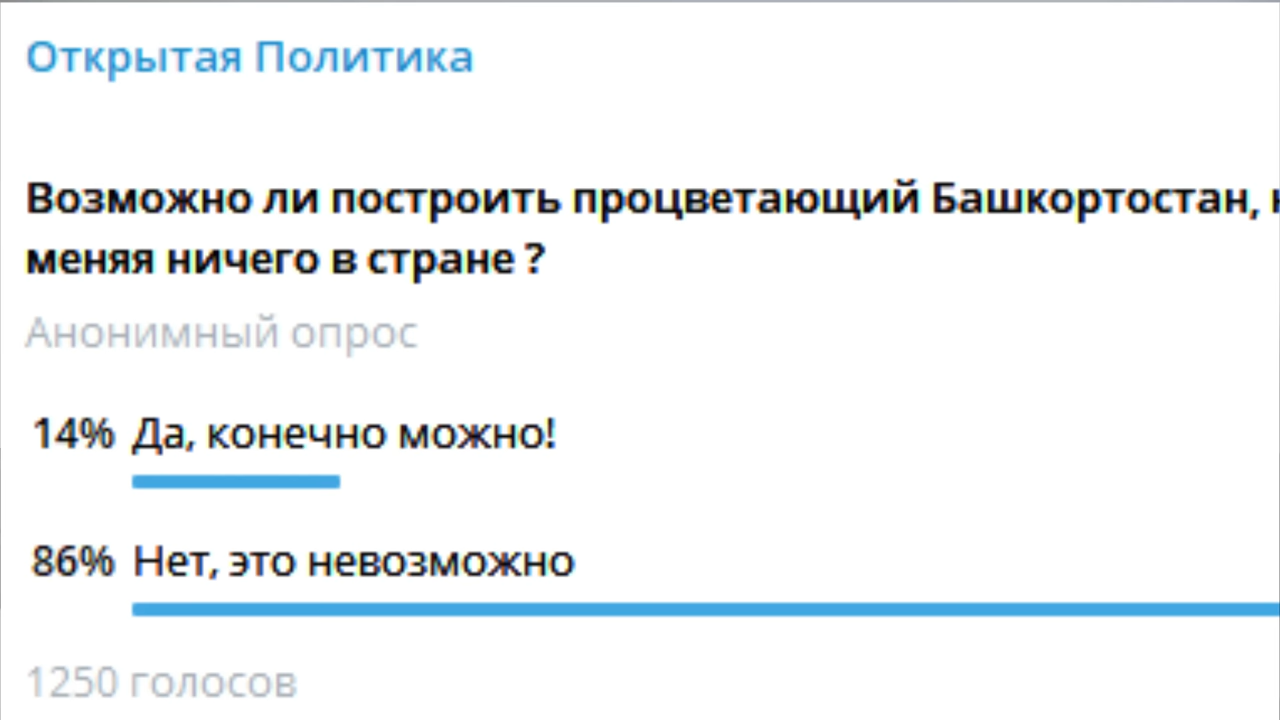 Открытая Политика
Возможно ли построить процветающий Башкортостан,
меняя ничего в стране ?
Анонимный опрос
14% Да, конечно можно!
86% Нет, это невозможно
1250 голосов